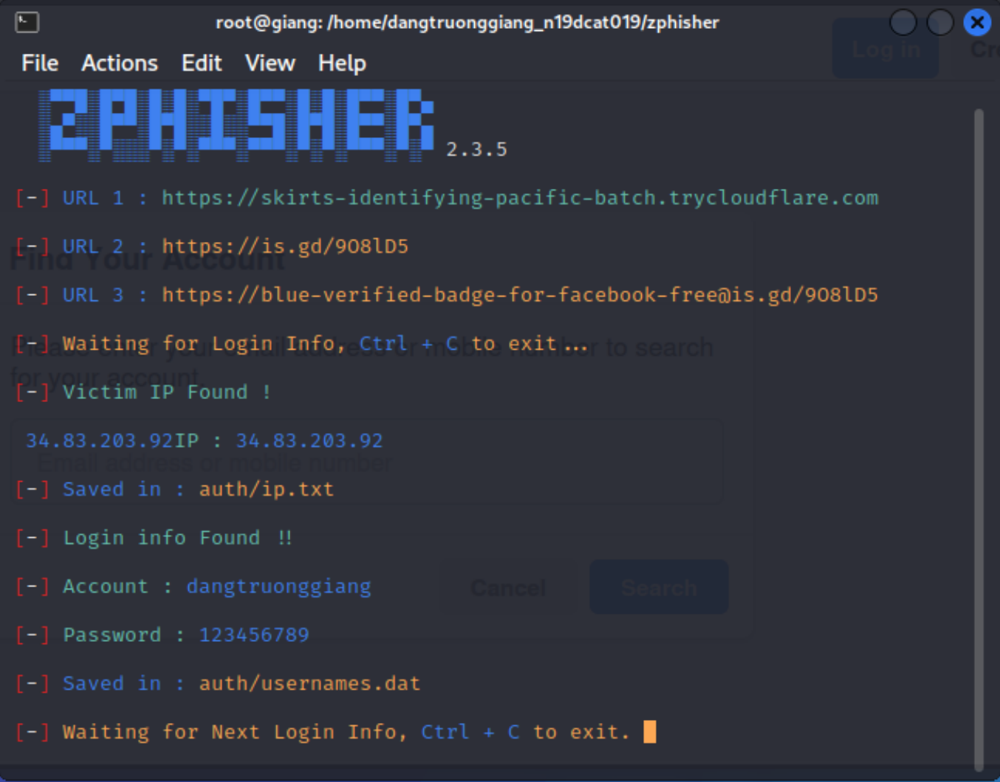 root@giang: /home/dangtruonggiang_n19dcat019/zphisher
Log in
File Actions Edit View Help
ZPHISHER 2.3.5
[-] URL 1 : https://skirts-identifying-pacific-batch.trycloudflare.com
[-] URL 2 : https://is.gd/9O8lD5
Find Your Account
[-] URL 3 : https://blue-verified-badge-for-facebook-free@is.gd/9O8lD5
[-] Waiting for Login Info, Ctrl + C to exit...
Please enter your email address or mobile number to search
for your account.
[-] Victim IP Found !
34.83.203.92IP : 34.83.203.92
Email address or mobile number
[-] Saved in : auth/ip.txt
[-] Login info Found !!
[-] Account : dangtruonggiang
Cancel Search
[-] Password : 123456789
[-] Saved in : auth/usernames.dat
[-] Waiting for Next Login Info, Ctrl + C to exit.